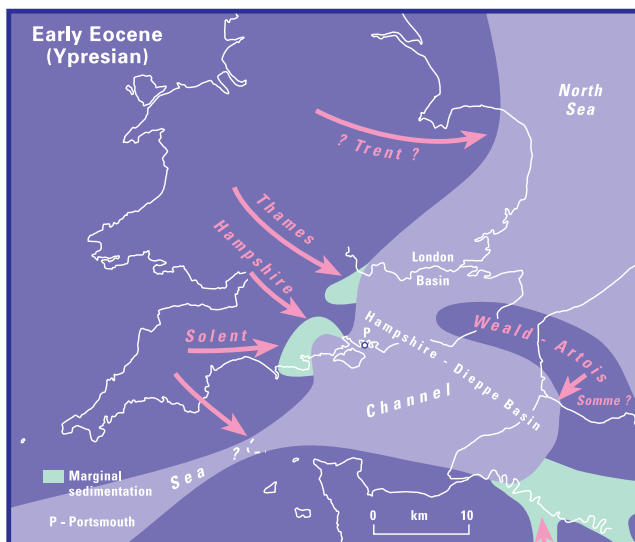 Early Eocene
(Ypresian)
North
Sea
? Trent ?
Thames
Hampshire
London
Basin
Solent
P
Hampshire - Dieppe Basin
Weald - Artois
Somme ?
Channel
Sea ?
Marginal
sedimentation
P - Portsmouth
0 km 10